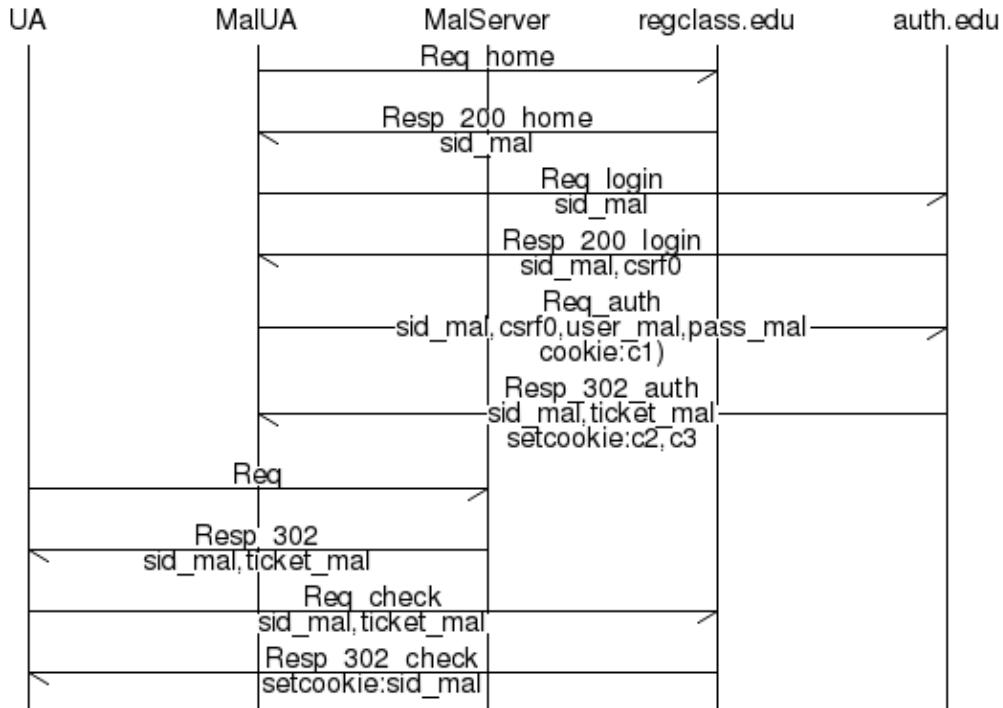 UA MalUA MalServer regclass.edu auth.edu
Req_home
Resp_200_home
sid_mal
Req_login
sid_mal
Resp_200_login
sid_mal,csrf0
Req_auth
sid_mal,csrf0,user_mal,pass_mal
cookie:c1)
Resp_302_auth
sid_mal,ticket_mal
setcookie:c2,c3
Req
Resp_302
sid_mal,ticket_mal
Req_check
sid_mal,ticket_mal
Resp_302_check
setcookie:sid_mal